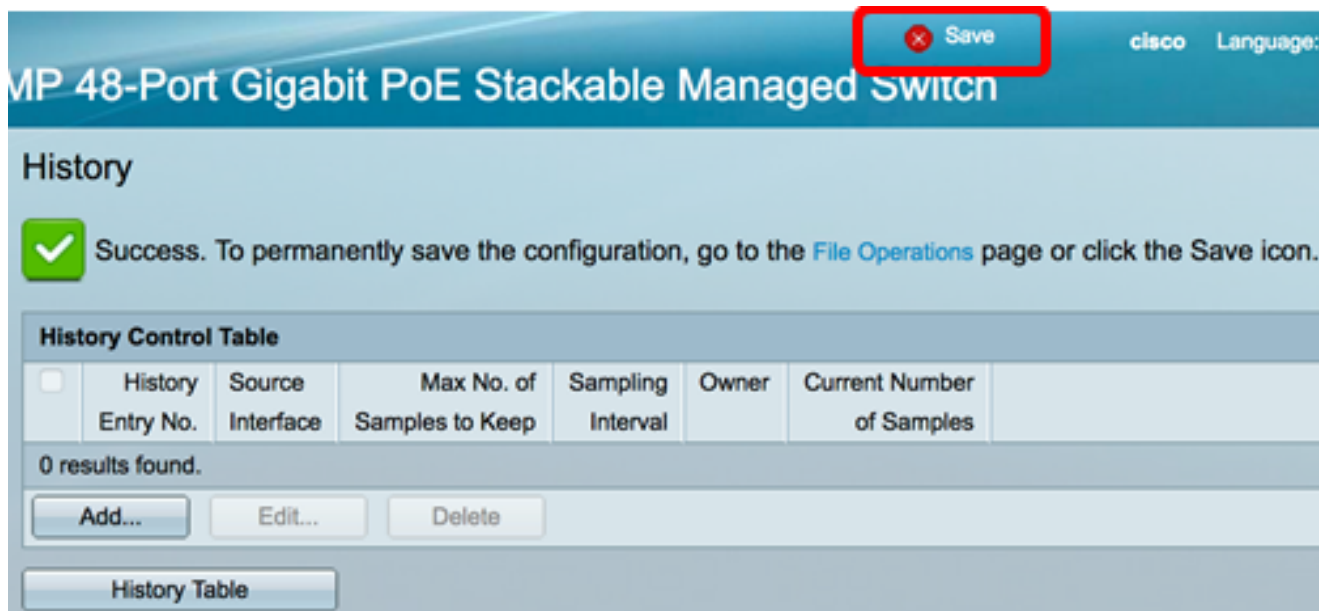 Save
cisco Language:
MP 48-Port Gigabit PoE Stackable Managed Switch
History
Success. To permanently save the configuration, go to the File Operations page or click the Save icon.
History Control Table
History Source Max No. of Sampling Owner Current Number
Entry No. Interface Samples to Keep Interval of Samples
0 results found.
Add... Edit... Delete
History Table